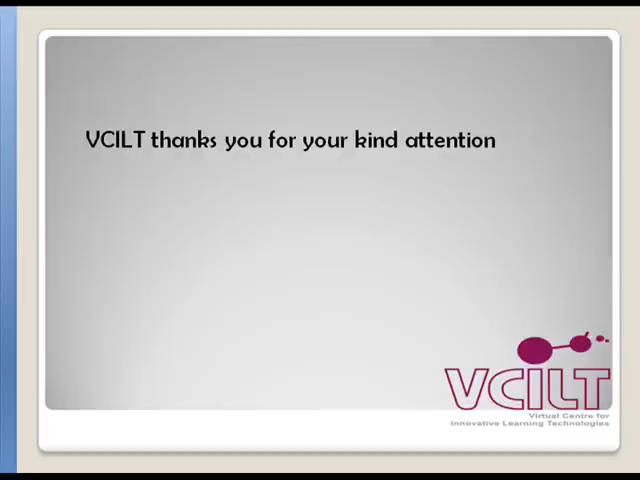 VCILT thanks you for your kind attention
VCILT
Virtual Centre for
Innovative Learning Technologies